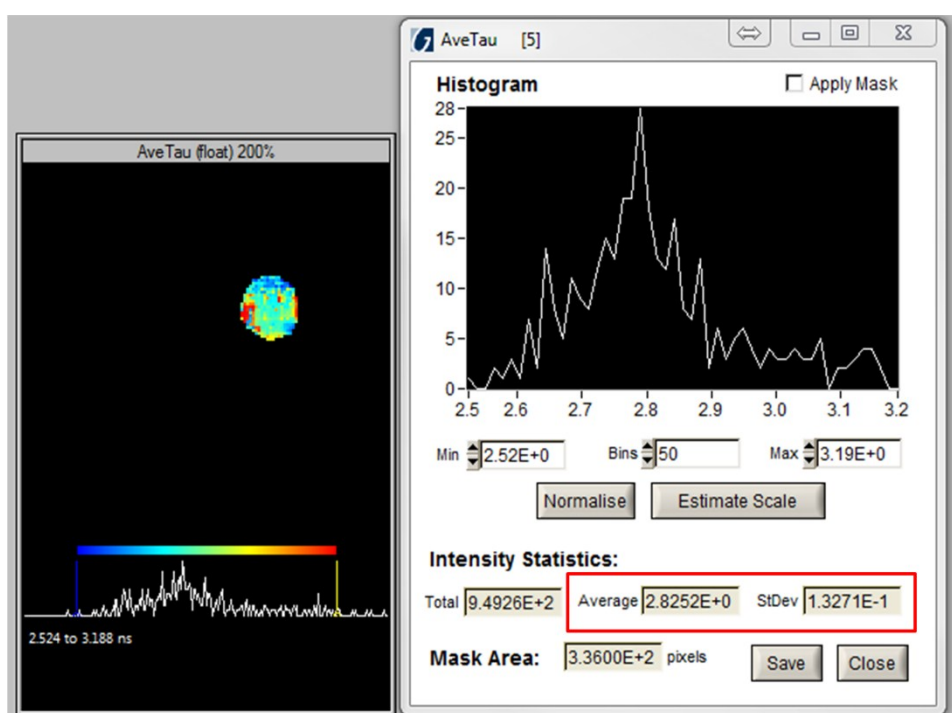 AveTau (float) 200%
2.524 to 3.188 ns
AveTau [5]
Histogram
Apply Mask
28
25
20
15
10
5
0
2.5 2.6 2.7 2.8 2.9 3.0 3.1 3.2
Min 2.52E+0 Bins 50 Max 3.19E+0
Normalise Estimate Scale
Intensity Statistics:
Total 9.4926E+2 Average 2.8252E+0 StDev 1.3271E-1
Mask Area: 3.3600E+2 pixels Save Close